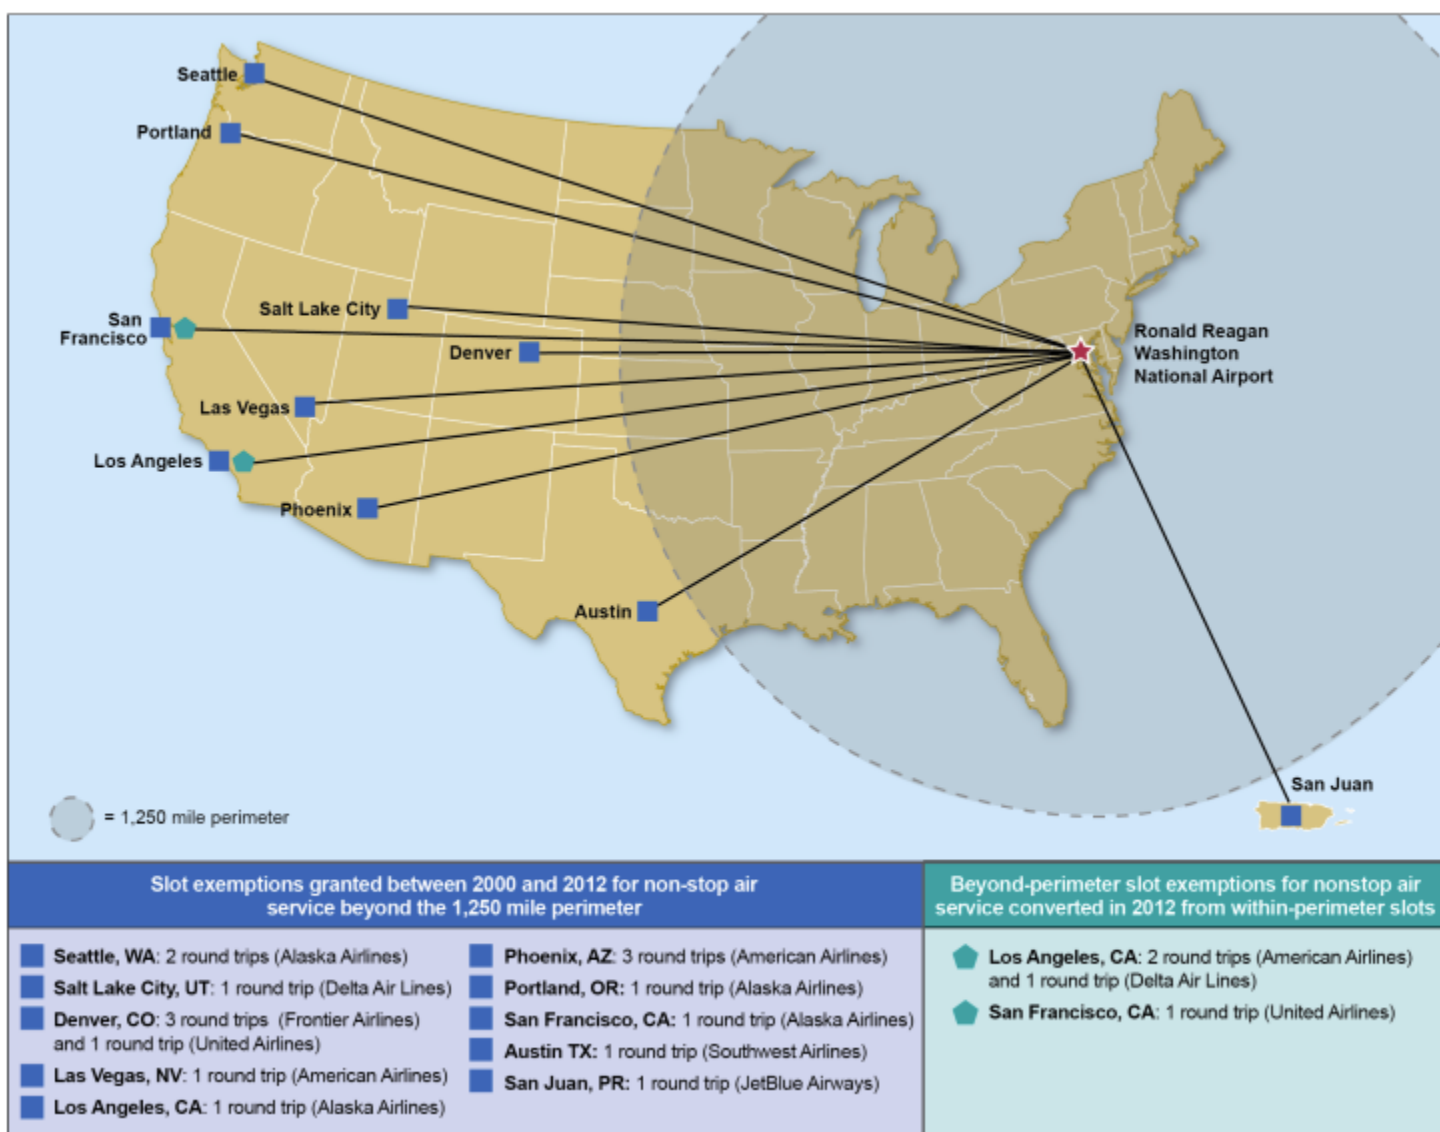 Seattle
Portland
Salt Lake City
San
Francisco
Denver
Ronald Reagan
Washington
National Airport
Las Vegas
Los Angeles
Phoenix
Austin
San Juan
= 1,250 mile perimeter
Slot exemptions granted between 2000 and 2012 for non-stop air
service beyond the 1,250 mile perimeter
Seattle, WA: 2 round trips (Alaska Airlines)
Salt Lake City, UT: 1 round trip (Delta Air Lines)
Denver, CO: 3 round trips (Frontier Airlines)
and 1 round trip (United Airlines)
Las Vegas, NV: 1 round trip (American Airlines)
Los Angeles, CA: 1 round trip (Alaska Airlines)
Phoenix, AZ: 3 round trips (American Airlines)
Portland, OR: 1 round trip (Alaska Airlines)
San Francisco, CA: 1 round trip (Alaska Airlines)
Austin TX: 1 round trip (Southwest Airlines)
San Juan, PR: 1 round trip (JetBlue Airways)
Beyond-perimeter slot exemptions for nonstop air
service converted in 2012 from within-perimeter slots
Los Angeles, CA: 2 round trips (American Airlines)
and 1 round trip (Delta Air Lines)
San Francisco, CA: 1 round trip (United Airlines)